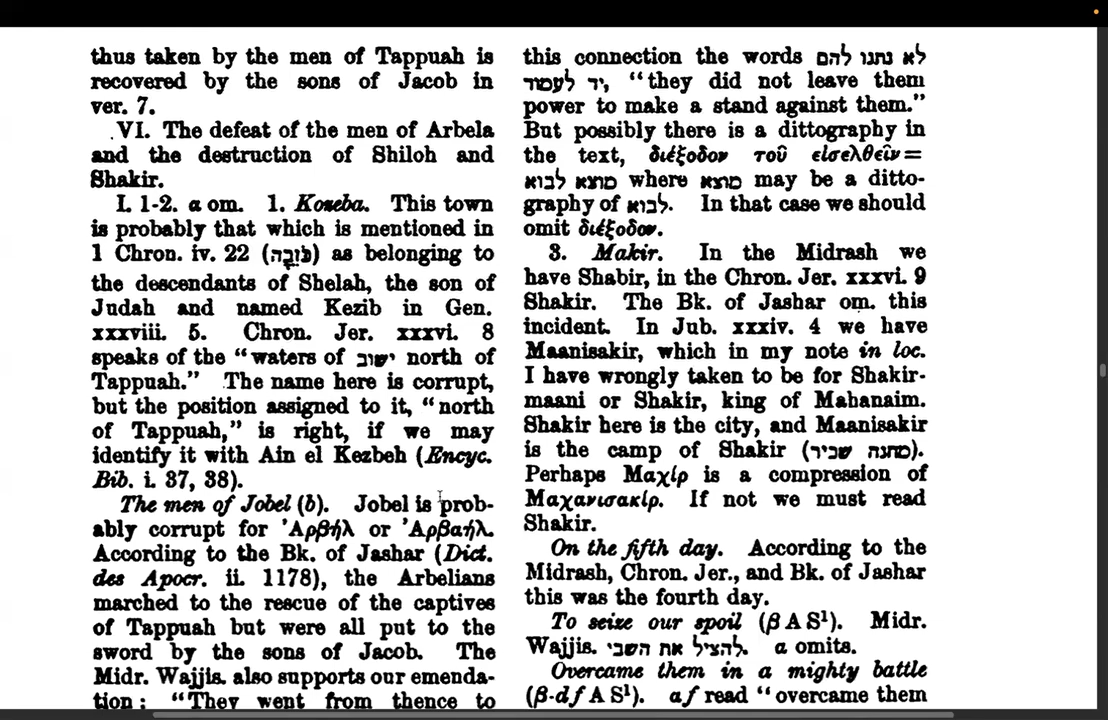 thus taken by the men of Tappuah is
recovered by the sons of Jacob in
ver. 7.
VI. The defeat of the men of Arbela
and the destruction of Shiloh and
Shakir.
I. 1-2. α om. 1. Kozeba. This town
is probably that which is mentioned in
1 Chron. iv. 22 (כֹּזֵבָה) as belonging to
the descendants of Shelah, the son of
Judah and named Kezib in Gen.
xxxviii. 5. Chron. Jer. xxxvi. 8
speaks of the “waters of ישוב north of
Tappuah.” The name here is corrupt,
but the position assigned to it, “north
of Tappuah,” is right, if we may
identify it with Ain el Kezbeh (Encyc.
Bib. i. 37, 38).
The men of Jobel (b). Jobel is prob-
ably corrupt for Ἀρβήλ or Ἀρβαήλ.
According to the Bk. of Jashar (Dict.
des Apocr. ii. 1178), the Arbelians
marched to the rescue of the captives
of Tappuah but were all put to the
sword by the sons of Jacob. The
Midr. Wajjis. also supports our emenda-
tion: “They went from thence to
this connection the words לא נתנו להם
יד לעמד, “they did not leave them
power to make a stand against them.”
But possibly there is a dittography in
the text, διέξοδον τοῦ εἰσελθεῖν =
מוצא לבוא where מוצא may be a ditto-
graphy of לבוא. In that case we should
omit διέξοδον.
3. Makir. In the Midrash we
have Shabir, in the Chron. Jer. xxxvi. 9
Shakir. The Bk. of Jashar om. this
incident. In Jub. xxxiv. 4 we have
Maanisakir, which in my note in loc.
I have wrongly taken to be for Shakir-
maani or Shakir, king of Mahanaim.
Shakir here is the city, and Maanisakir
is the camp of Shakir (מחנה שכיר).
Perhaps Μαχίρ is a compression of
Μαχανισακίρ. If not we must read
Shakir.
On the fifth day. According to the
Midrash, Chron. Jer., and Bk. of Jashar
this was the fourth day.
To seize our spoil (β A S¹). Midr.
Wajjis. להציל את השבי. α omits.
Overcame them in a mighty battle
(β-d f A S¹). α f read “overcame them